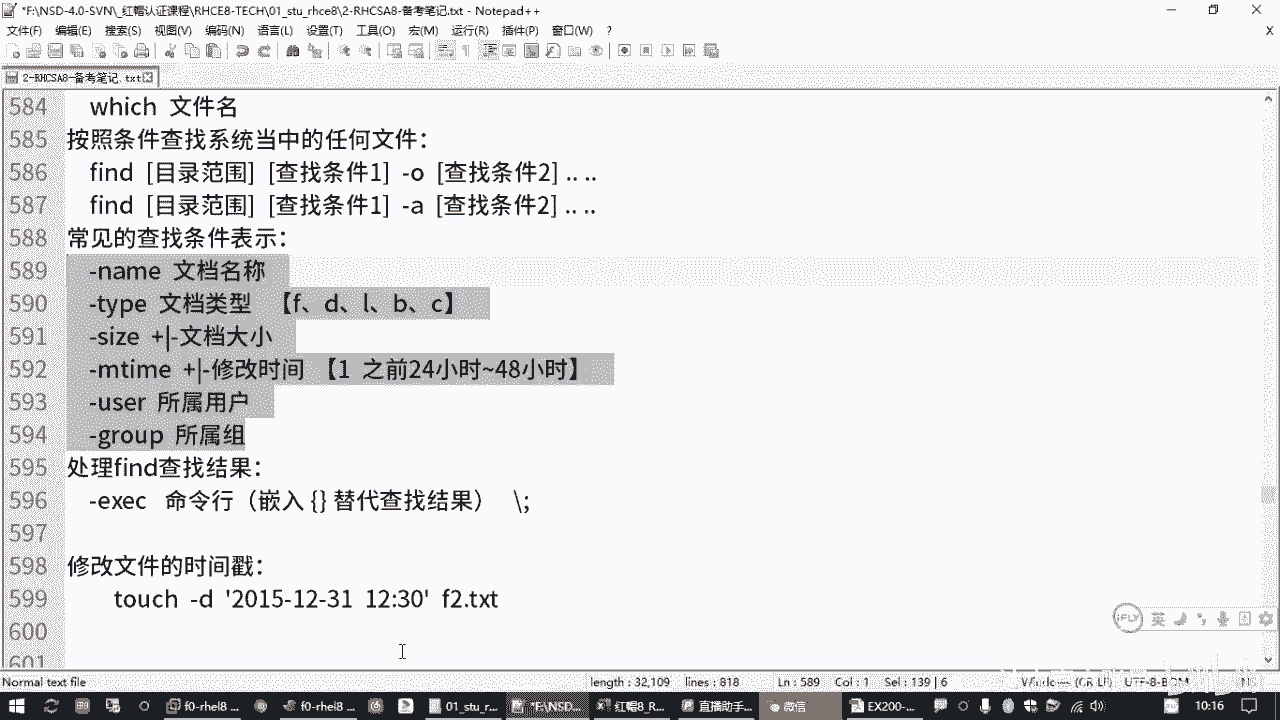 *F:\NSD-4.0-SVN\_红帽认证课程\RHCE8-TECH\01_stu_rhce8\2-RHCSA8-备考笔记.txt - Notepad++
文件(F) 编辑(E) 搜索(S) 视图(V) 编码(N) 语言(L) 设置(T) 工具(O) 宏(M) 运行(R) 插件(P) 窗口(W) ? X
2-RHCSA8-备考笔记.txt
584 which 文件名
585 按照条件查找系统当中的任何文件：
586 find [目录范围] [查找条件1] -o [查找条件2] .. ..
587 find [目录范围] [查找条件1] -a [查找条件2] .. ..
588 常见的查找条件表示：
589 -name 文档名称
590 -type 文档类型 【f、d、l、b、c】
591 -size +|-文档大小
592 -mtime +|-修改时间 【1 之前24小时~48小时】
593 -user 所属用户
594 -group 所属组
595 处理find查找结果：
596 -exec 命令行（嵌入 {} 替代查找结果） \;
597
598 修改文件的时间戳：
599 touch -d '2015-12-31 12:30' f2.txt
600
601
iFLY 英
Normal text file length : 32,109 lines : 818 Ln : 589 Col : 1 Sel : 139 | 6 Windows (CR LF) UTF-8-BOM
f0-rhel8 ... f0-rhel8 ... 01_stu_r... *F:\NSD... 红帽8_R... 直播助手... 微信 EX200-... 英 10:16